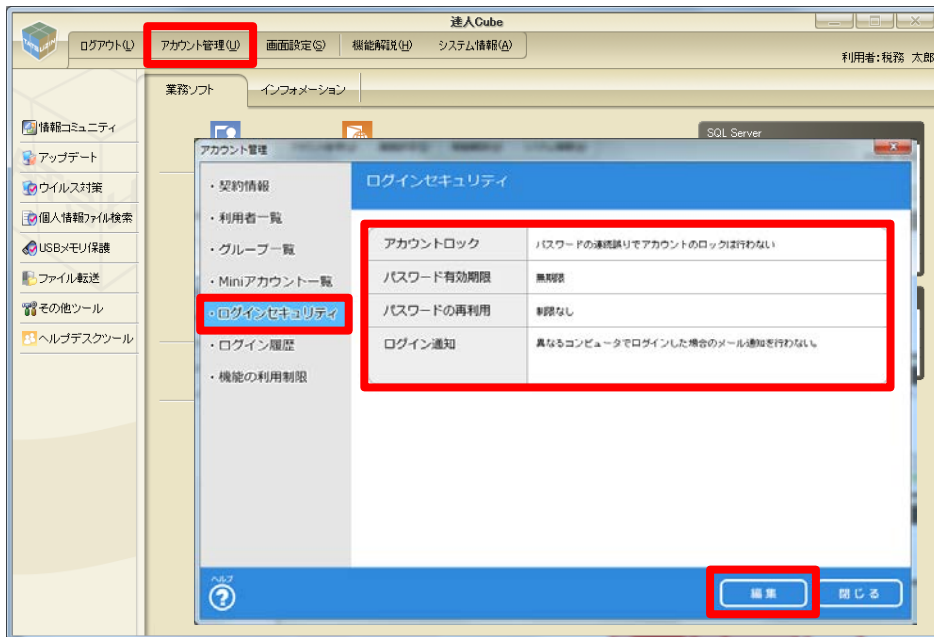 達人Cube
ログアウト(L)
アカウント管理(U)
画面設定(S)
機能解説(H)
システム情報(A)
利用者:税務 太郎
業務ソフト
インフォメーション
情報コミュニティ
アップデート
ウイルス対策
個人情報ファイル検索
USBメモリ保護
ファイル転送
その他ツール
ヘルプデスクツール
SQL Server
アカウント管理
・契約情報
・利用者一覧
・グループ一覧
・Miniアカウント一覧
・ログインセキュリティ
・ログイン履歴
・機能の利用制限
ログインセキュリティ
アカウントロック
パスワードの連続誤りでアカウントのロックは行わない
パスワード有効期限
無期限
パスワードの再利用
制限なし
ログイン通知
異なるコンピュータでログインした場合のメール通知を行わない。
ヘルプ
編集
閉じる